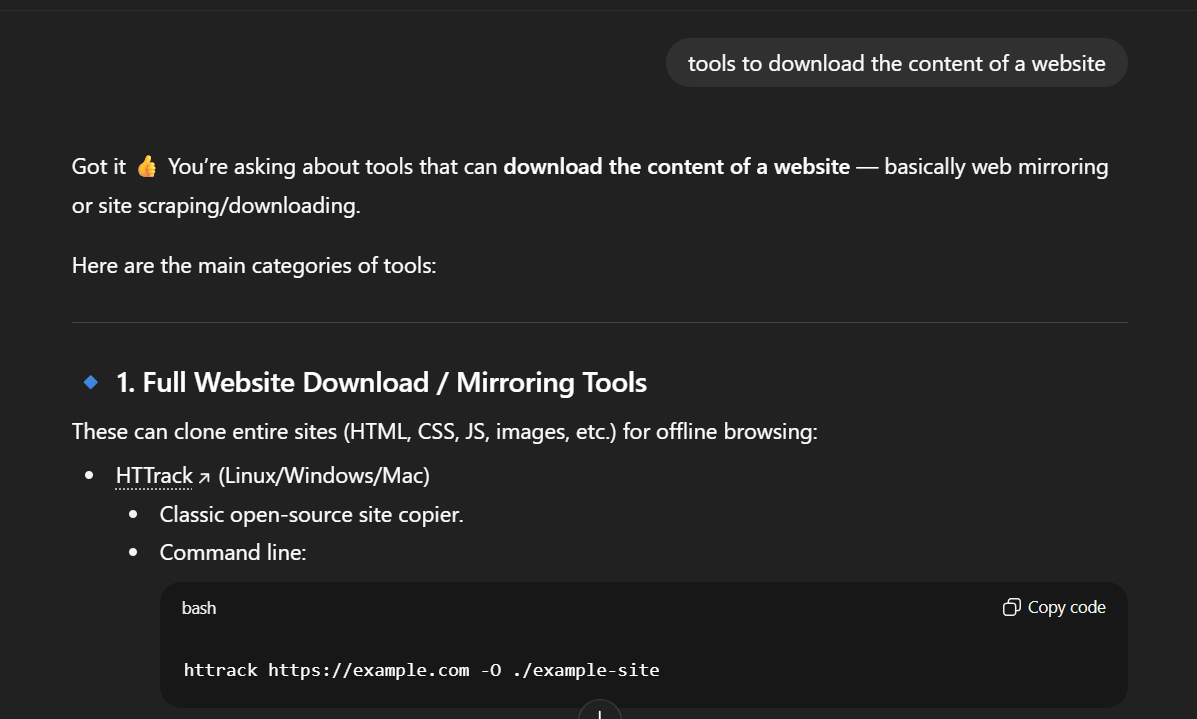 tools to download the content of a website
Got it 👍 You’re asking about tools that can download the content of a website — basically web mirroring
or site scraping/downloading.
Here are the main categories of tools:
🔹 1. Full Website Download / Mirroring Tools
These can clone entire sites (HTML, CSS, JS, images, etc.) for offline browsing:
• HTTrack ↗ (Linux/Windows/Mac)
• Classic open-source site copier.
• Command line:
bash Copy code
httrack https://example.com -O ./example-site